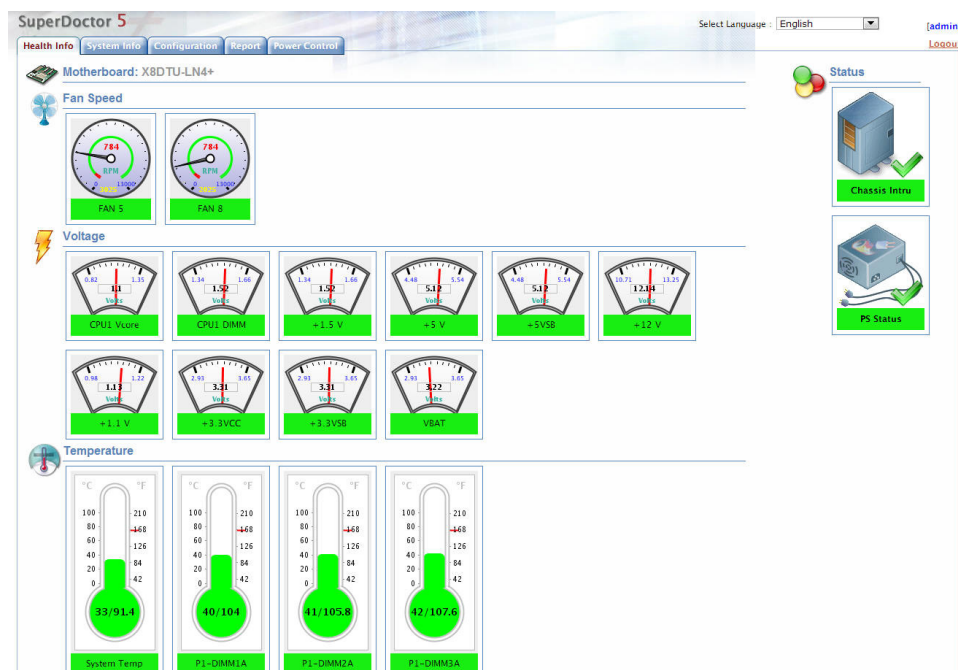 SuperDoctor 5
Select Language : English
[admin
Logou
Health Info System Info Configuration Report Power Control
Motherboard: X8DTU-LN4+
Status
Fan Speed
784
RPM
0 13000
2025
FAN 5
784
RPM
0 13000
2025
FAN 8
Chassis Intru
Voltage
0.82 1.35
1.1
Volts
CPU1 Vcore
1.34 1.66
1.52
Volts
CPU1 DIMM
1.34 1.66
1.52
Volts
+1.5 V
4.48 5.54
5.12
Volts
+5 V
4.48 5.54
5.12
Volts
+5VSB
10.71 13.25
12.14
Volts
+12 V
PS Status
0.98 1.22
1.13
Volts
+1.1 V
2.93 3.65
3.31
Volts
+3.3VCC
2.93 3.65
3.31
Volts
+3.3VSB
2.93 3.65
3.22
Volts
VBAT
Temperature
°C °F
100 210
80 168
60 126
40 84
20 42
0
33/91.4
System Temp
°C °F
100 210
80 168
60 126
40 84
20 42
0
40/104
P1-DIMM1A
°C °F
100 210
80 168
60 126
40 84
20 42
0
41/105.8
P1-DIMM2A
°C °F
100 210
80 168
60 126
40 84
20 42
0
42/107.6
P1-DIMM3A